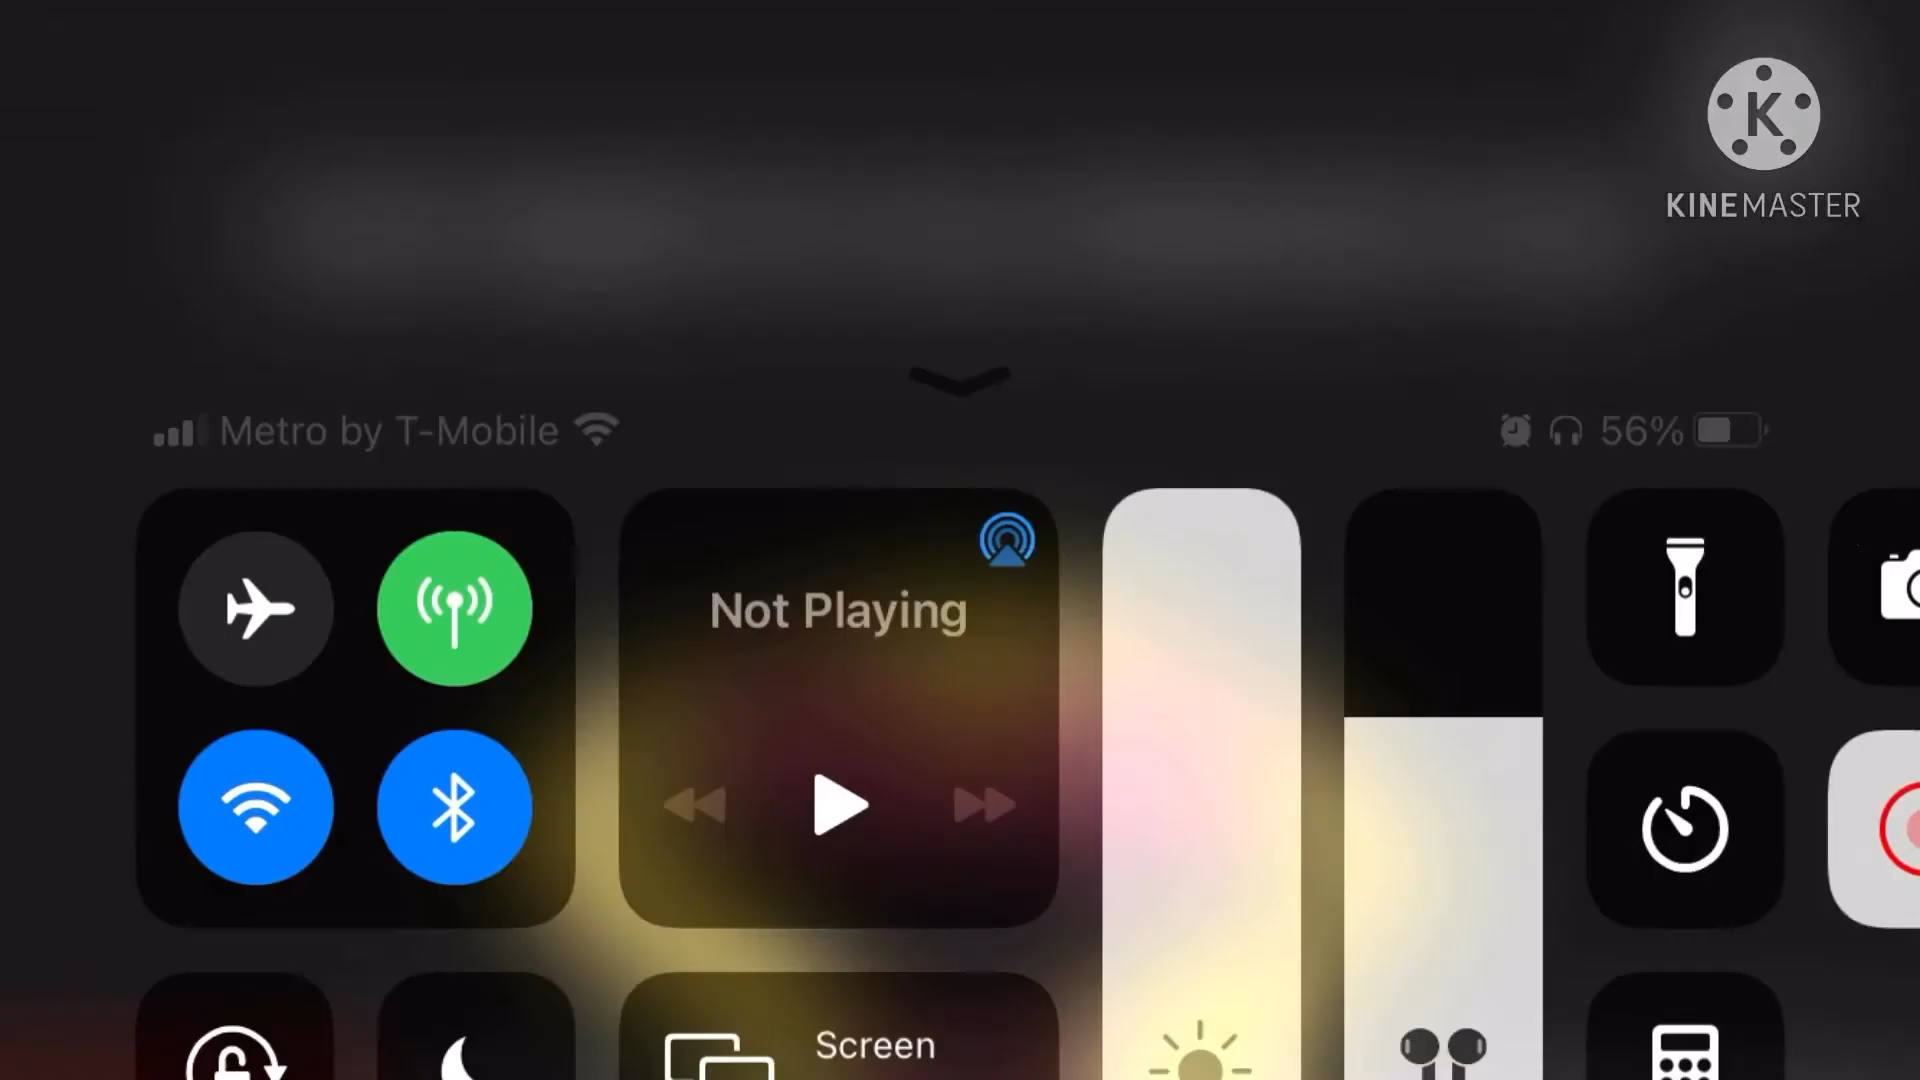 K
KINEMASTER
Metro by T-Mobile
56%
Not Playing
Screen